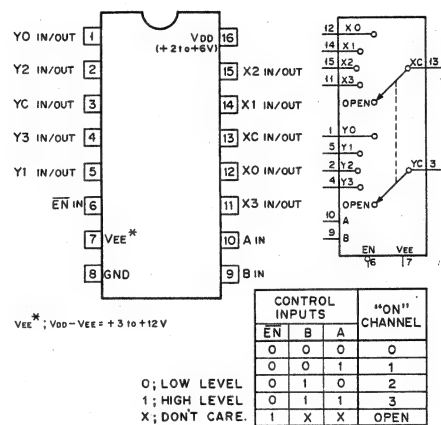 Y0 IN/OUT 1
Y2 IN/OUT 2
YC IN/OUT 3
Y3 IN/OUT 4
Y1 IN/OUT 5
EN IN 6
7 VEE*
8 GND
VDD 16
(+2 to +6V)
15 X2 IN/OUT
14 X1 IN/OUT
13 XC IN/OUT
12 X0 IN/OUT
11 X3 IN/OUT
10 A IN
9 B IN
12 X0
14 X1
15 X2
11 X3
XC 13
OPEN
1 Y0
5 Y1
2 Y2
4 Y3
YC 3
OPEN
10 A
9 B
EN VEE
6 7
VEE*; VDD-VEE = +3 to +12V
0; LOW LEVEL
1; HIGH LEVEL
X; DON'T CARE.
CONTROL INPUTS "ON" CHANNEL
EN B A
0 0 0 0
0 0 1 1
0 1 0 2
0 1 1 3
1 X X OPEN